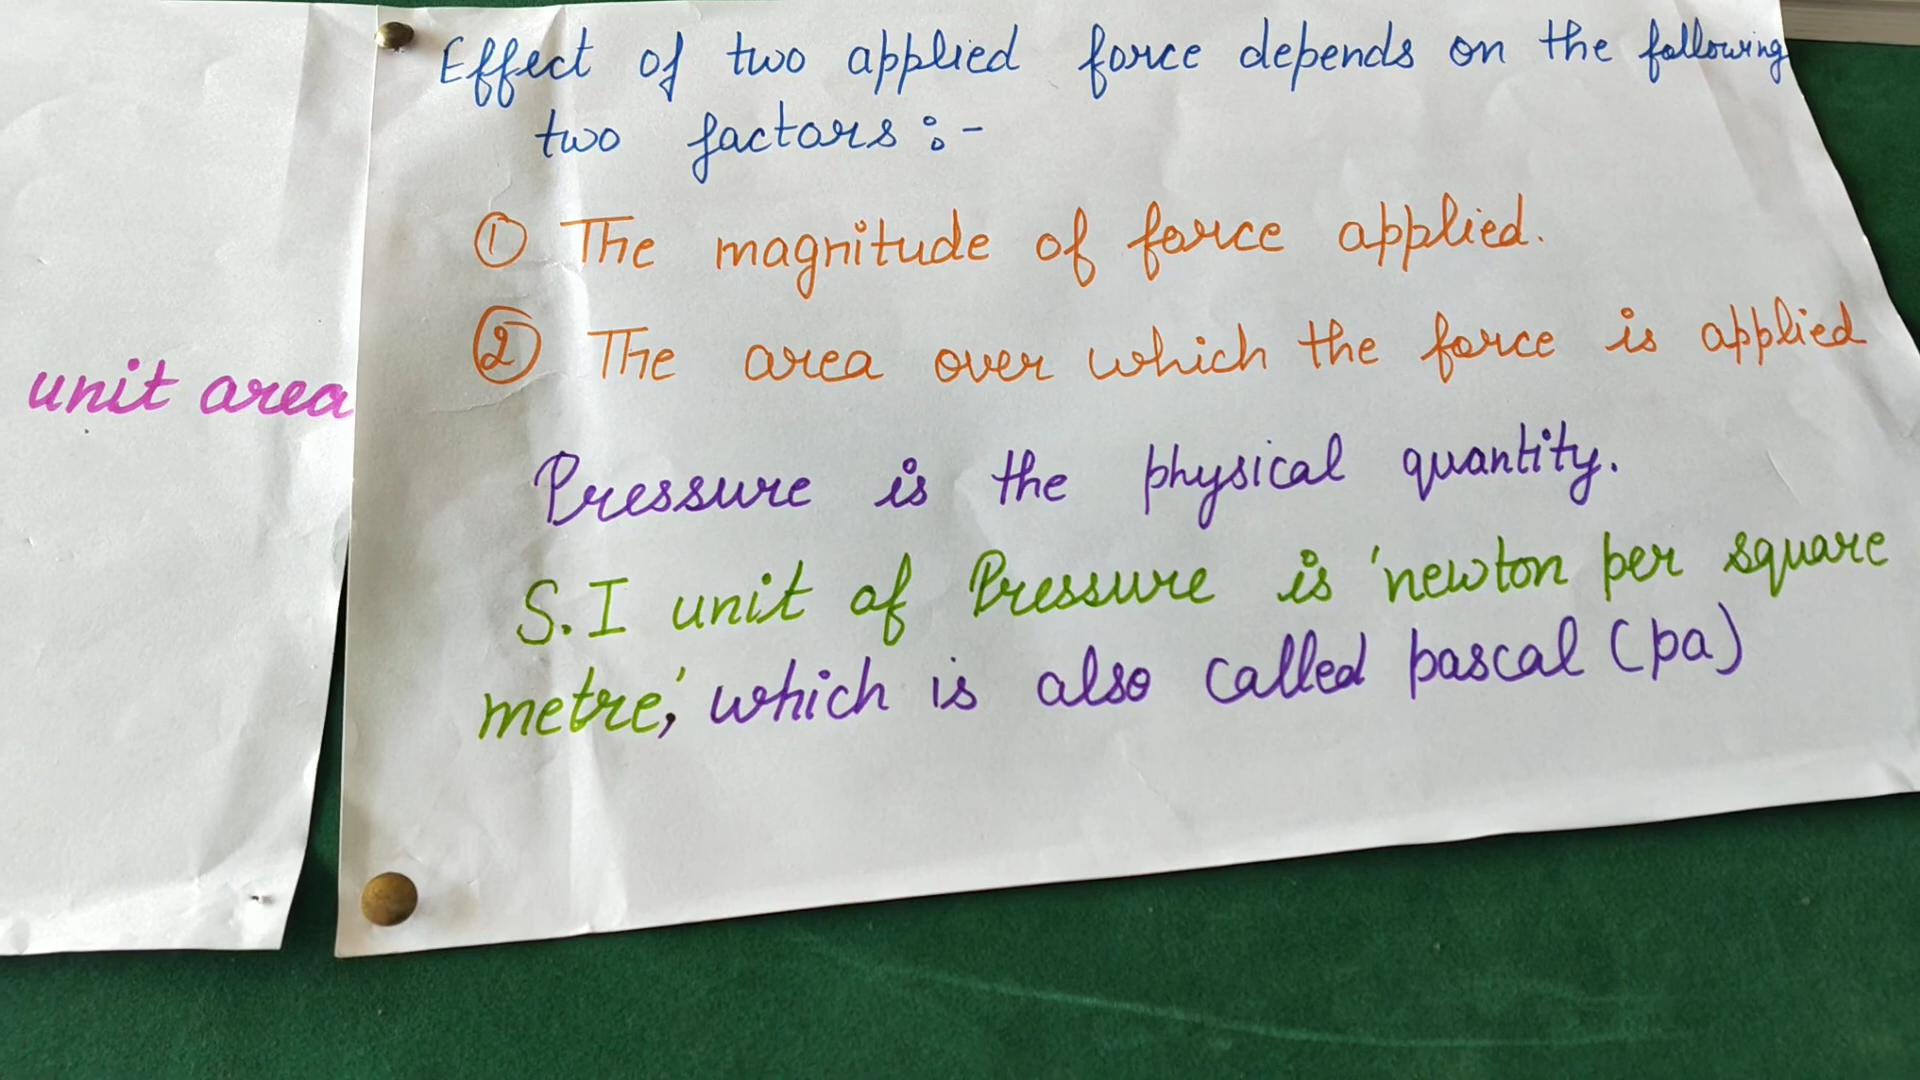 unit area
Effect of two applied force depends on the following
two factors :-
① The magnitude of force applied.
② The area over which the force is applied
Pressure is the physical quantity.
S.I unit of Pressure is 'newton per square
metre,' which is also called pascal (pa)